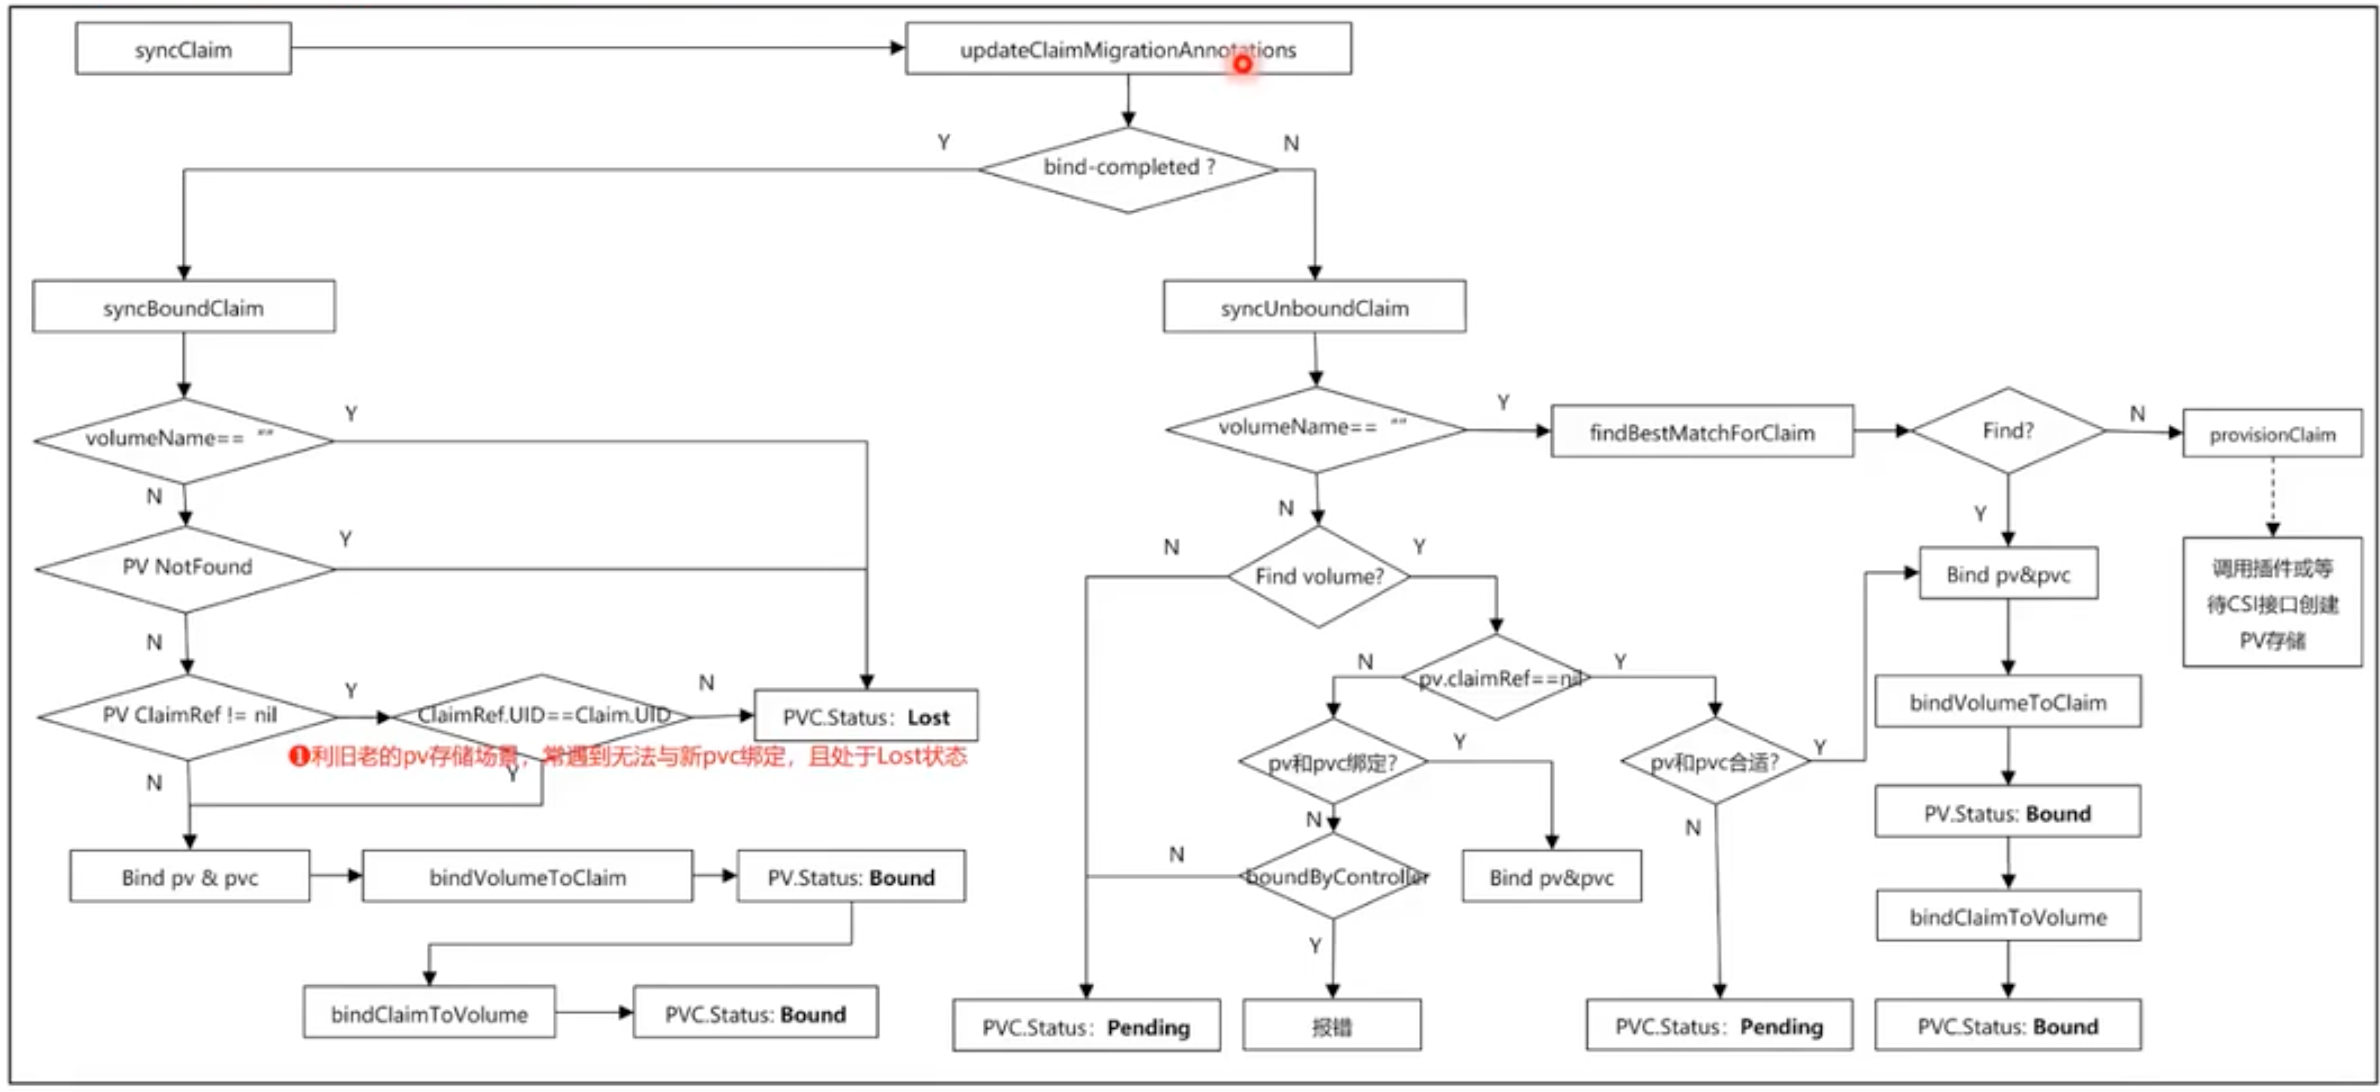 syncClaim
updateClaimMigrationAnnotations
Y
N
bind-completed ?
syncBoundClaim
syncUnboundClaim
volumeName== ""
Y
N
volumeName== ""
Y
findBestMatchForClaim
Find?
N
provisionClaim
PV NotFound
Y
N
N
N
Find volume?
Y
Y
Bind pv&pvc
调用插件或等
待CSI接口创建
PV存储
PV ClaimRef != nil
Y
ClaimRef.UID==Claim.UID
N
PVC.Status: Lost
❶利旧老的pv存储场景，常遇到无法与新pvc绑定，且处于Lost状态
N
Y
N
pv.claimRef==nil
Y
bindVolumeToClaim
pv和pvc绑定?
Y
pv和pvc合适?
Y
N
N
PV.Status: Bound
Bind pv & pvc
bindVolumeToClaim
PV.Status: Bound
N
boundByController
Bind pv&pvc
Y
bindClaimToVolume
bindClaimToVolume
PVC.Status: Bound
PVC.Status: Pending
报错
PVC.Status: Pending
PVC.Status: Bound